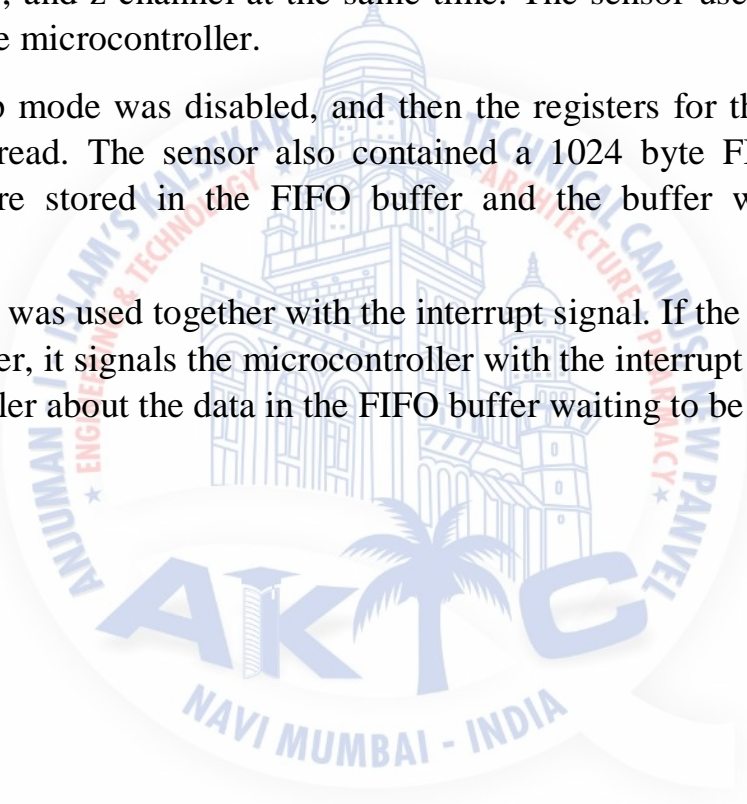 , and z channel at the same time. The sensor use
e microcontroller.
mode was disabled, and then the registers for th
read. The sensor also contained a 1024 byte FI
re stored in the FIFO buffer and the buffer w
was used together with the interrupt signal. If the
er, it signals the microcontroller with the interrupt
ler about the data in the FIFO buffer waiting to be
ANJUMAN I ISLAM'S KALSEKAR TECHNICAL CAMPUS NEW PANVEL
ENGINEERING & TECHNOLOGY ARCHITECTURE PHARMACY
AKTC
NAVI MUMBAI - INDIA